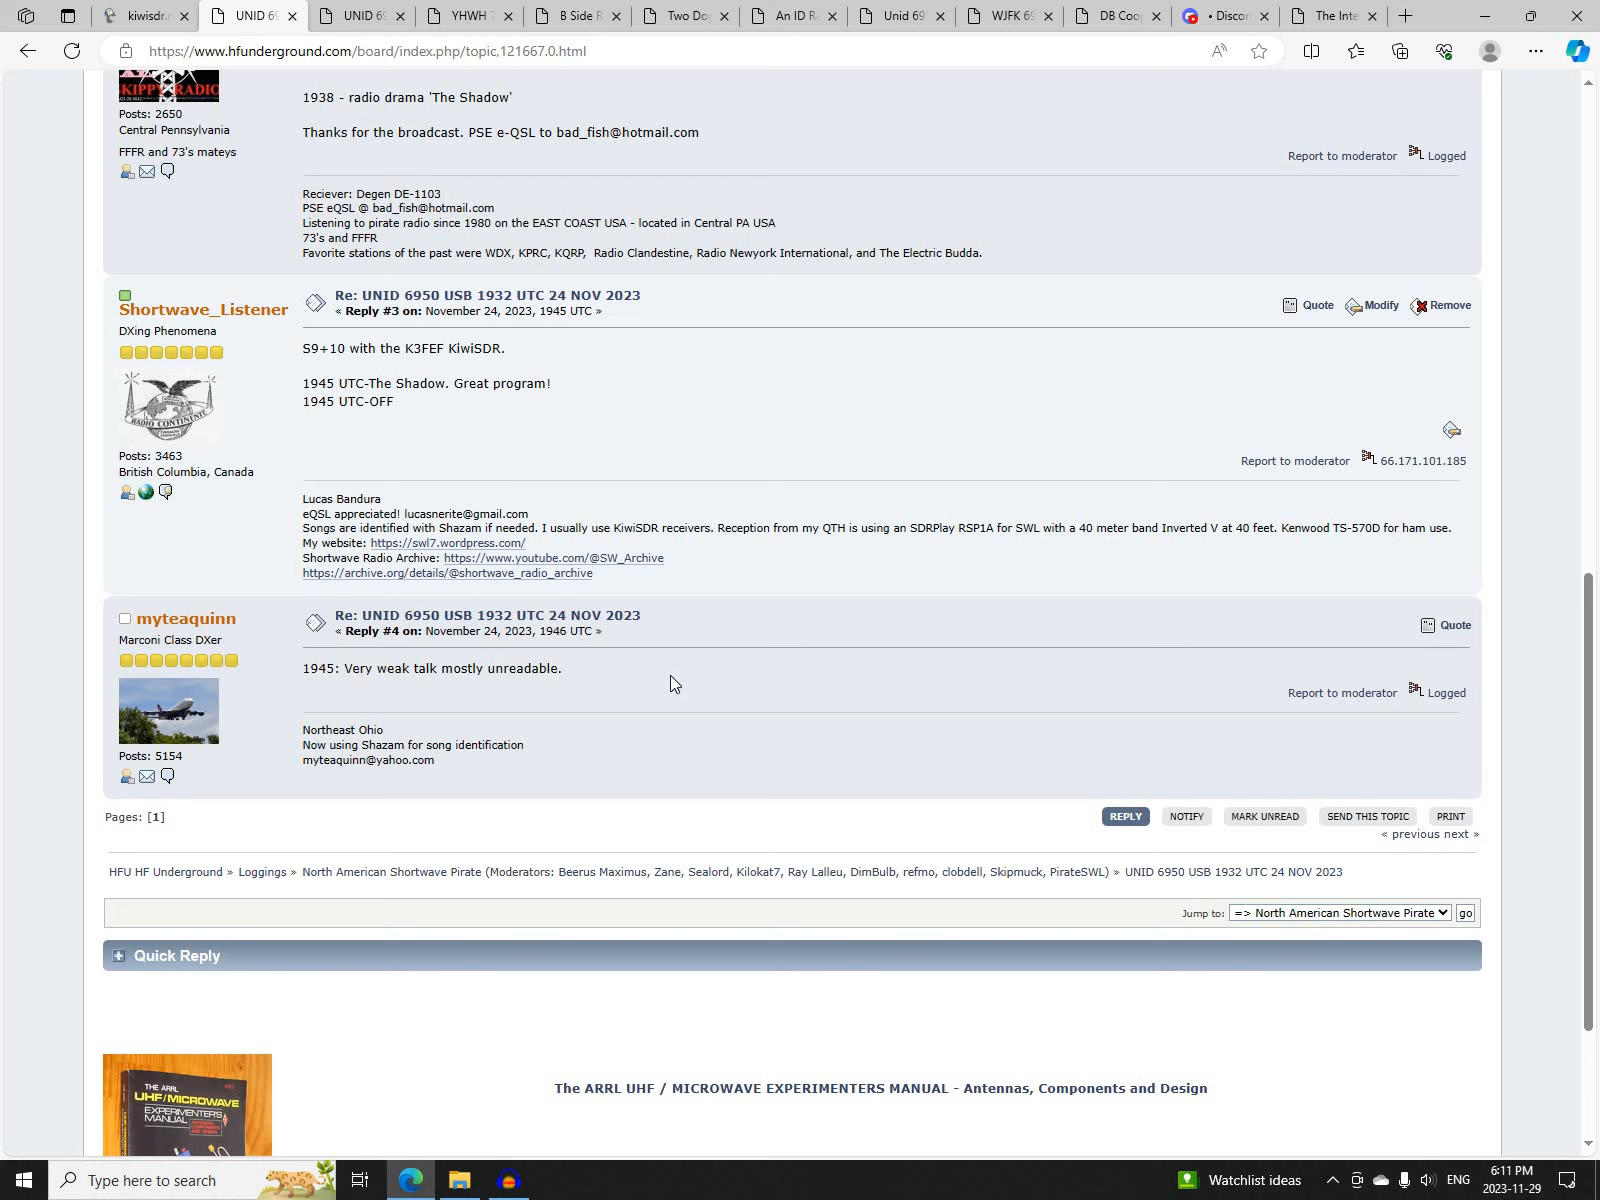 kiwisdr.c
UNID 69
UNID 69
YHWH 7
B Side R
Two Do
An ID R
Unid 69
WJFK 69
DB Coo
• Discor
The Inte
https://www.hfunderground.com/board/index.php/topic,121667.0.html
KIPPY RADIO
Posts: 2650
Central Pennsylvania
FFFR and 73's mateys
1938 - radio drama 'The Shadow'
Thanks for the broadcast. PSE e-QSL to bad_fish@hotmail.com
Report to moderator Logged
Reciever: Degen DE-1103
PSE eQSL @ bad_fish@hotmail.com
Listening to pirate radio since 1980 on the EAST COAST USA - located in Central PA USA
73's and FFFR
Favorite stations of the past were WDX, KPRC, KQRP, Radio Clandestine, Radio Newyork International, and The Electric Budda.
Shortwave_Listener
DXing Phenomena
RADIO CONTINENTE
Posts: 3463
British Columbia, Canada
Re: UNID 6950 USB 1932 UTC 24 NOV 2023
« Reply #3 on: November 24, 2023, 1945 UTC »
Quote Modify Remove
S9+10 with the K3FEF KiwiSDR.
1945 UTC-The Shadow. Great program!
1945 UTC-OFF
Report to moderator 66.171.101.185
Lucas Bandura
eQSL appreciated! lucasnerite@gmail.com
Songs are identified with Shazam if needed. I usually use KiwiSDR receivers. Reception from my QTH is using an SDRPlay RSP1A for SWL with a 40 meter band Inverted V at 40 feet. Kenwood TS-570D for ham use.
My website: https://swl7.wordpress.com/
Shortwave Radio Archive: https://www.youtube.com/@SW_Archive
https://archive.org/details/@shortwave_radio_archive
myteaquinn
Marconi Class DXer
Posts: 5154
Re: UNID 6950 USB 1932 UTC 24 NOV 2023
« Reply #4 on: November 24, 2023, 1946 UTC »
Quote
1945: Very weak talk mostly unreadable.
Report to moderator Logged
Northeast Ohio
Now using Shazam for song identification
myteaquinn@yahoo.com
Pages: [1]
REPLY NOTIFY MARK UNREAD SEND THIS TOPIC PRINT
« previous next »
HFU HF Underground » Loggings » North American Shortwave Pirate (Moderators: Beerus Maximus, Zane, Sealord, Kilokat7, Ray Lalleu, DimBulb, refmo, clobdell, Skipmuck, PirateSWL) » UNID 6950 USB 1932 UTC 24 NOV 2023
Jump to: => North American Shortwave Pirate go
Quick Reply
THE ARRL
UHF/MICROWAVE
EXPERIMENTER'S
MANUAL
The ARRL UHF / MICROWAVE EXPERIMENTERS MANUAL - Antennas, Components and Design
Type here to search
Watchlist ideas
ENG
6:11 PM
2023-11-29